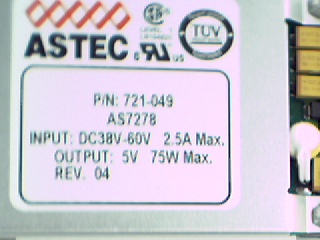 ASTEC
TÜV
P/N: 721-049
AS7278
INPUT: DC38V-60V 2.5A Max.
OUTPUT: 5V 75W Max.
REV. 04